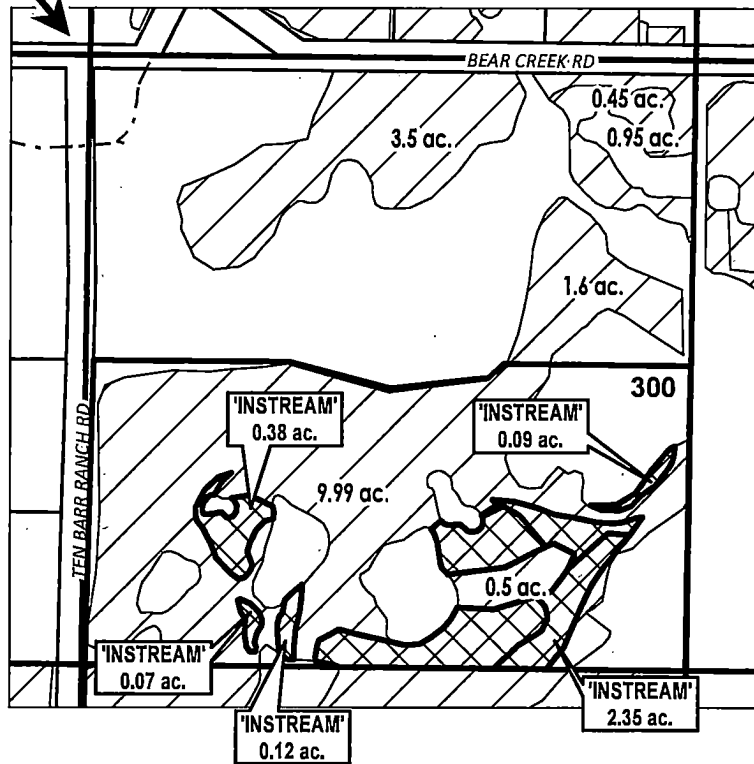 BEAR CREEK RD
0.45 ac.
3.5 ac.
0.95 ac.
1.6 ac.
300
'INSTREAM'
0.38 ac.
'INSTREAM'
0.09 ac.
TEN BARR RANCH RD
9.99 ac.
0.5 ac.
'INSTREAM'
0.07 ac.
'INSTREAM'
2.35 ac.
'INSTREAM'
0.12 ac.